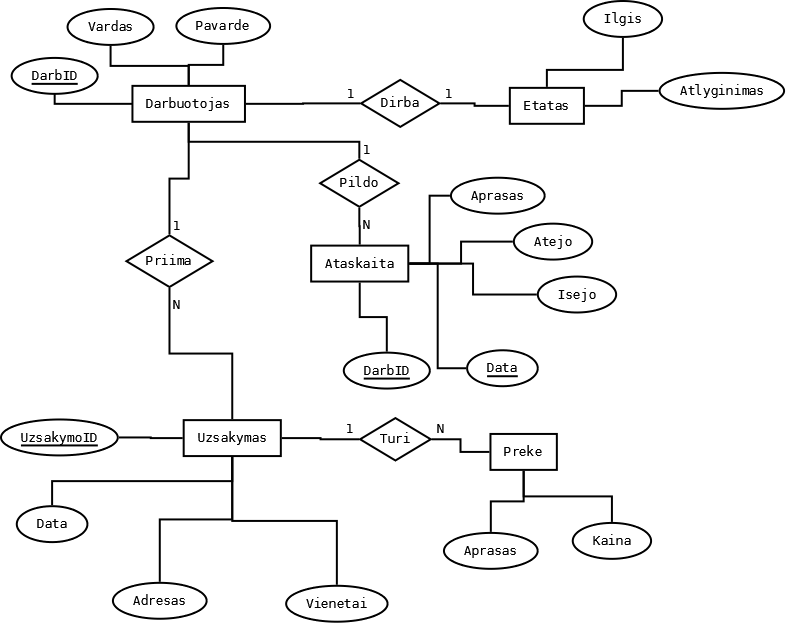 Ilgis
Vardas
Pavarde
DarbID
Atlyginimas
Darbuotojas
1
Dirba
1
Etatas
1
Pildo
Aprasas
1
N
Atejo
Priima
Ataskaita
Isejo
N
DarbID
Data
UzsakymoID
Uzsakymas
1
Turi
N
Preke
Data
Aprasas
Kaina
Adresas
Vienetai